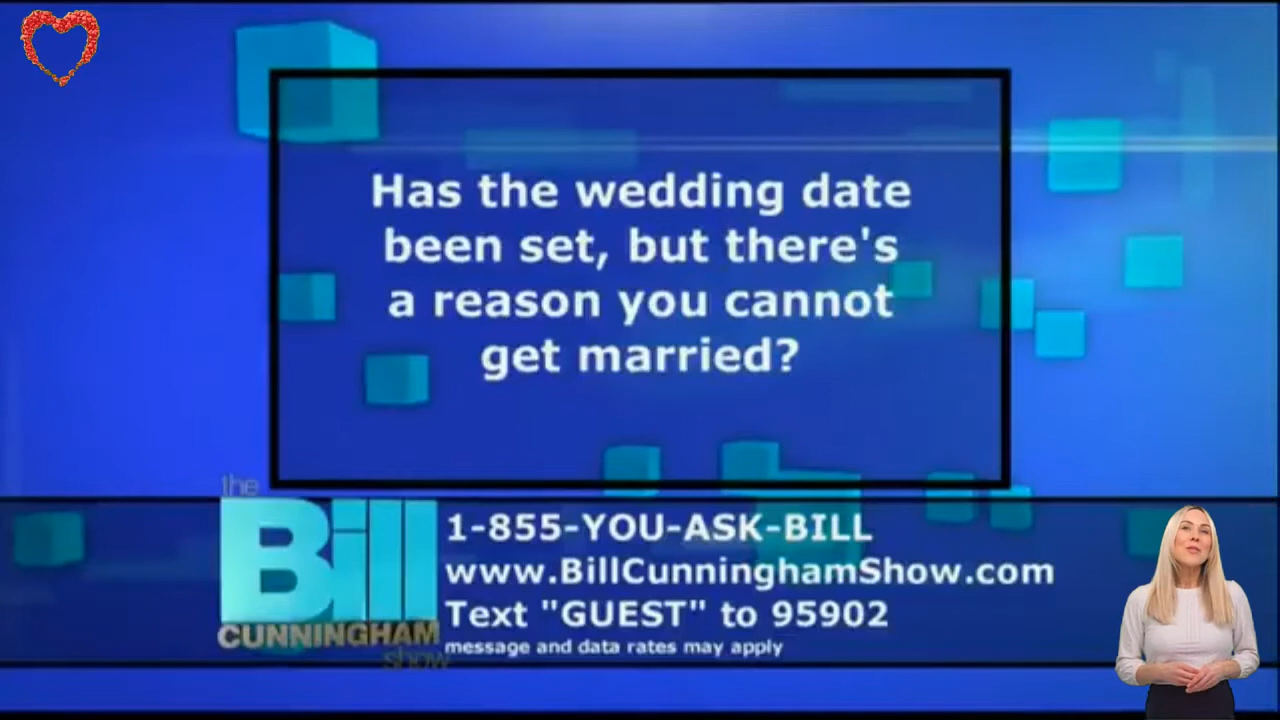 Has the wedding date
been set, but there's
a reason you cannot
get married?
the
Bill
CUNNINGHAM
show
1-855-YOU-ASK-BILL
www.BillCunninghamShow.com
Text "GUEST" to 95902
message and data rates may apply